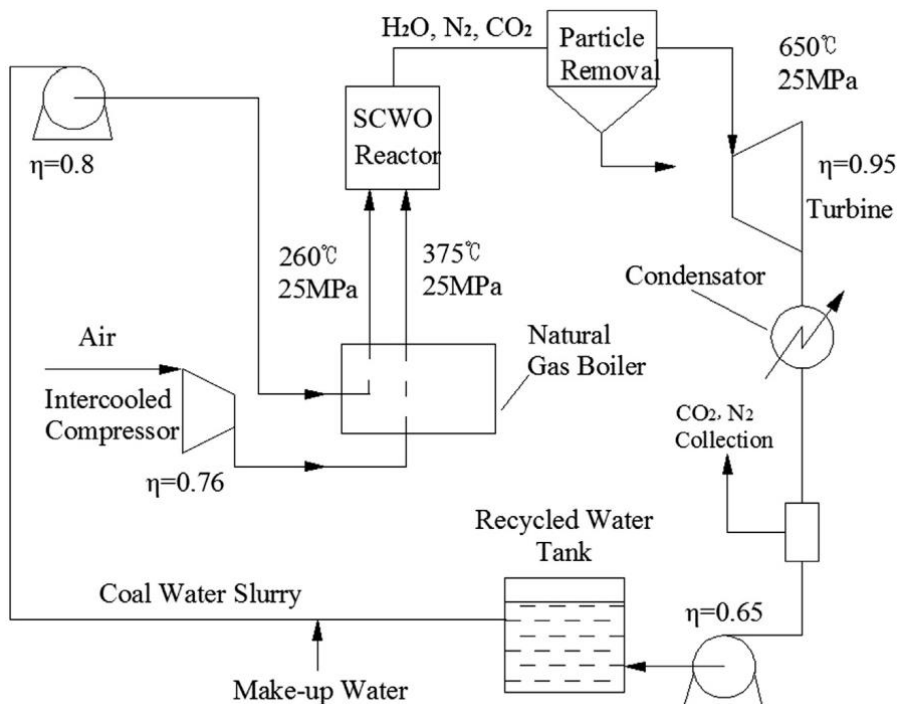 H₂O, N₂, CO₂
Particle
Removal
650℃
25MPa
SCWO
Reactor
η=0.8
η=0.95
Turbine
260℃
25MPa
375℃
25MPa
Condensator
Air
Natural
Gas Boiler
Intercooled
Compressor
CO₂, N₂
Collection
η=0.76
Recycled Water
Tank
Coal Water Slurry
η=0.65
Make-up Water